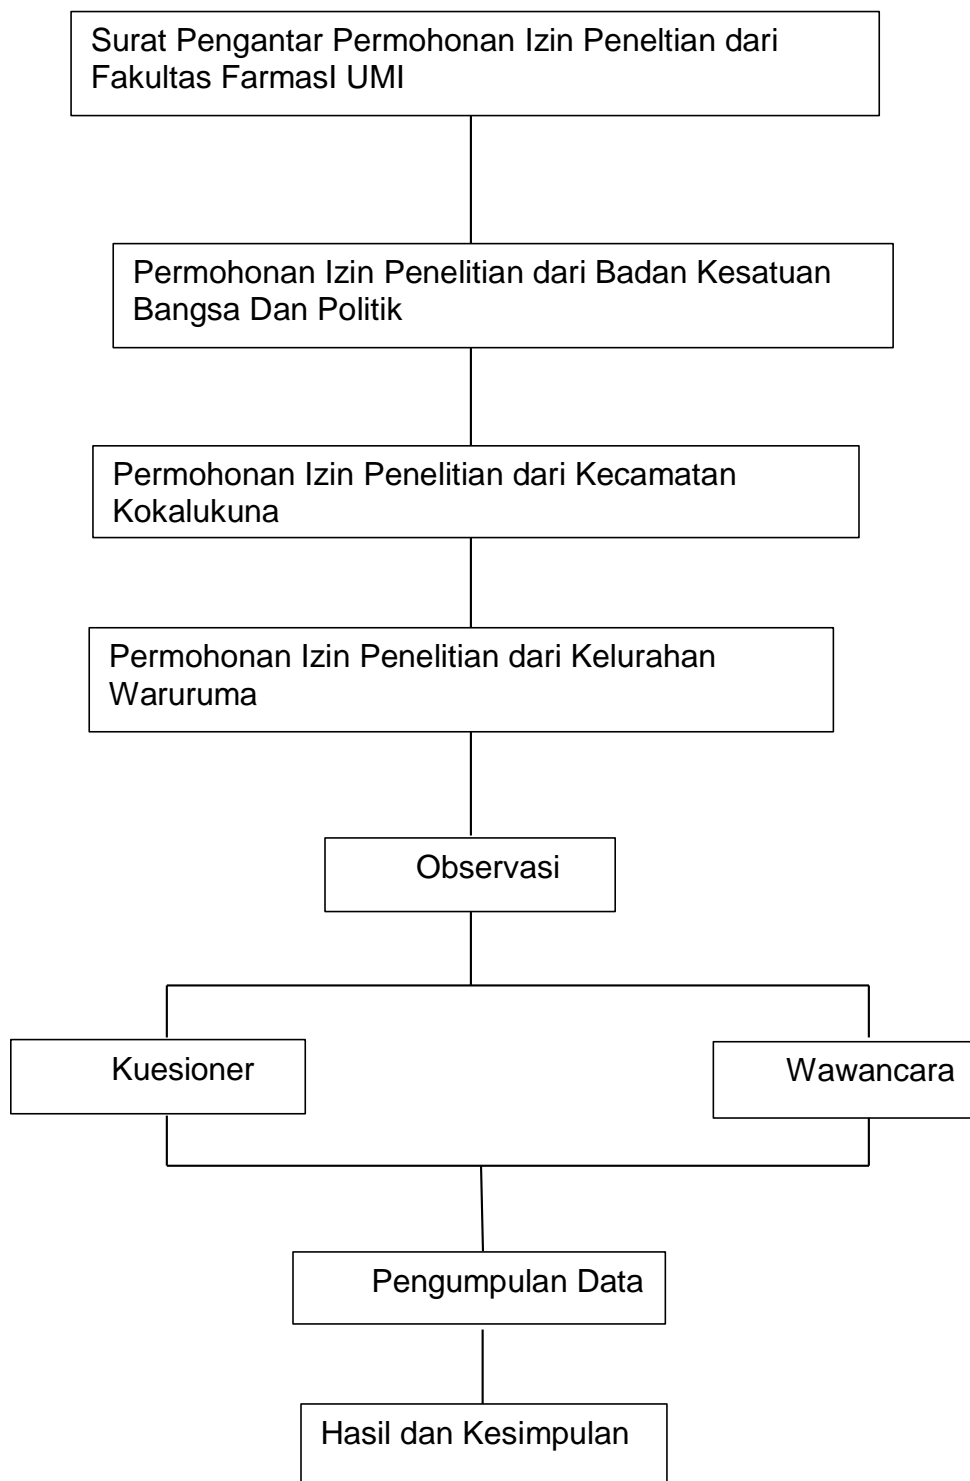 Surat Pengantar Permohonan Izin Peneltian dari
Fakultas FarmasI UMI
Permohonan Izin Penelitian dari Badan Kesatuan
Bangsa Dan Politik
Permohonan Izin Penelitian dari Kecamatan
Kokalukuna
Permohonan Izin Penelitian dari Kelurahan
Waruruma
Observasi
Kuesioner
Wawancara
Pengumpulan Data
Hasil dan Kesimpulan